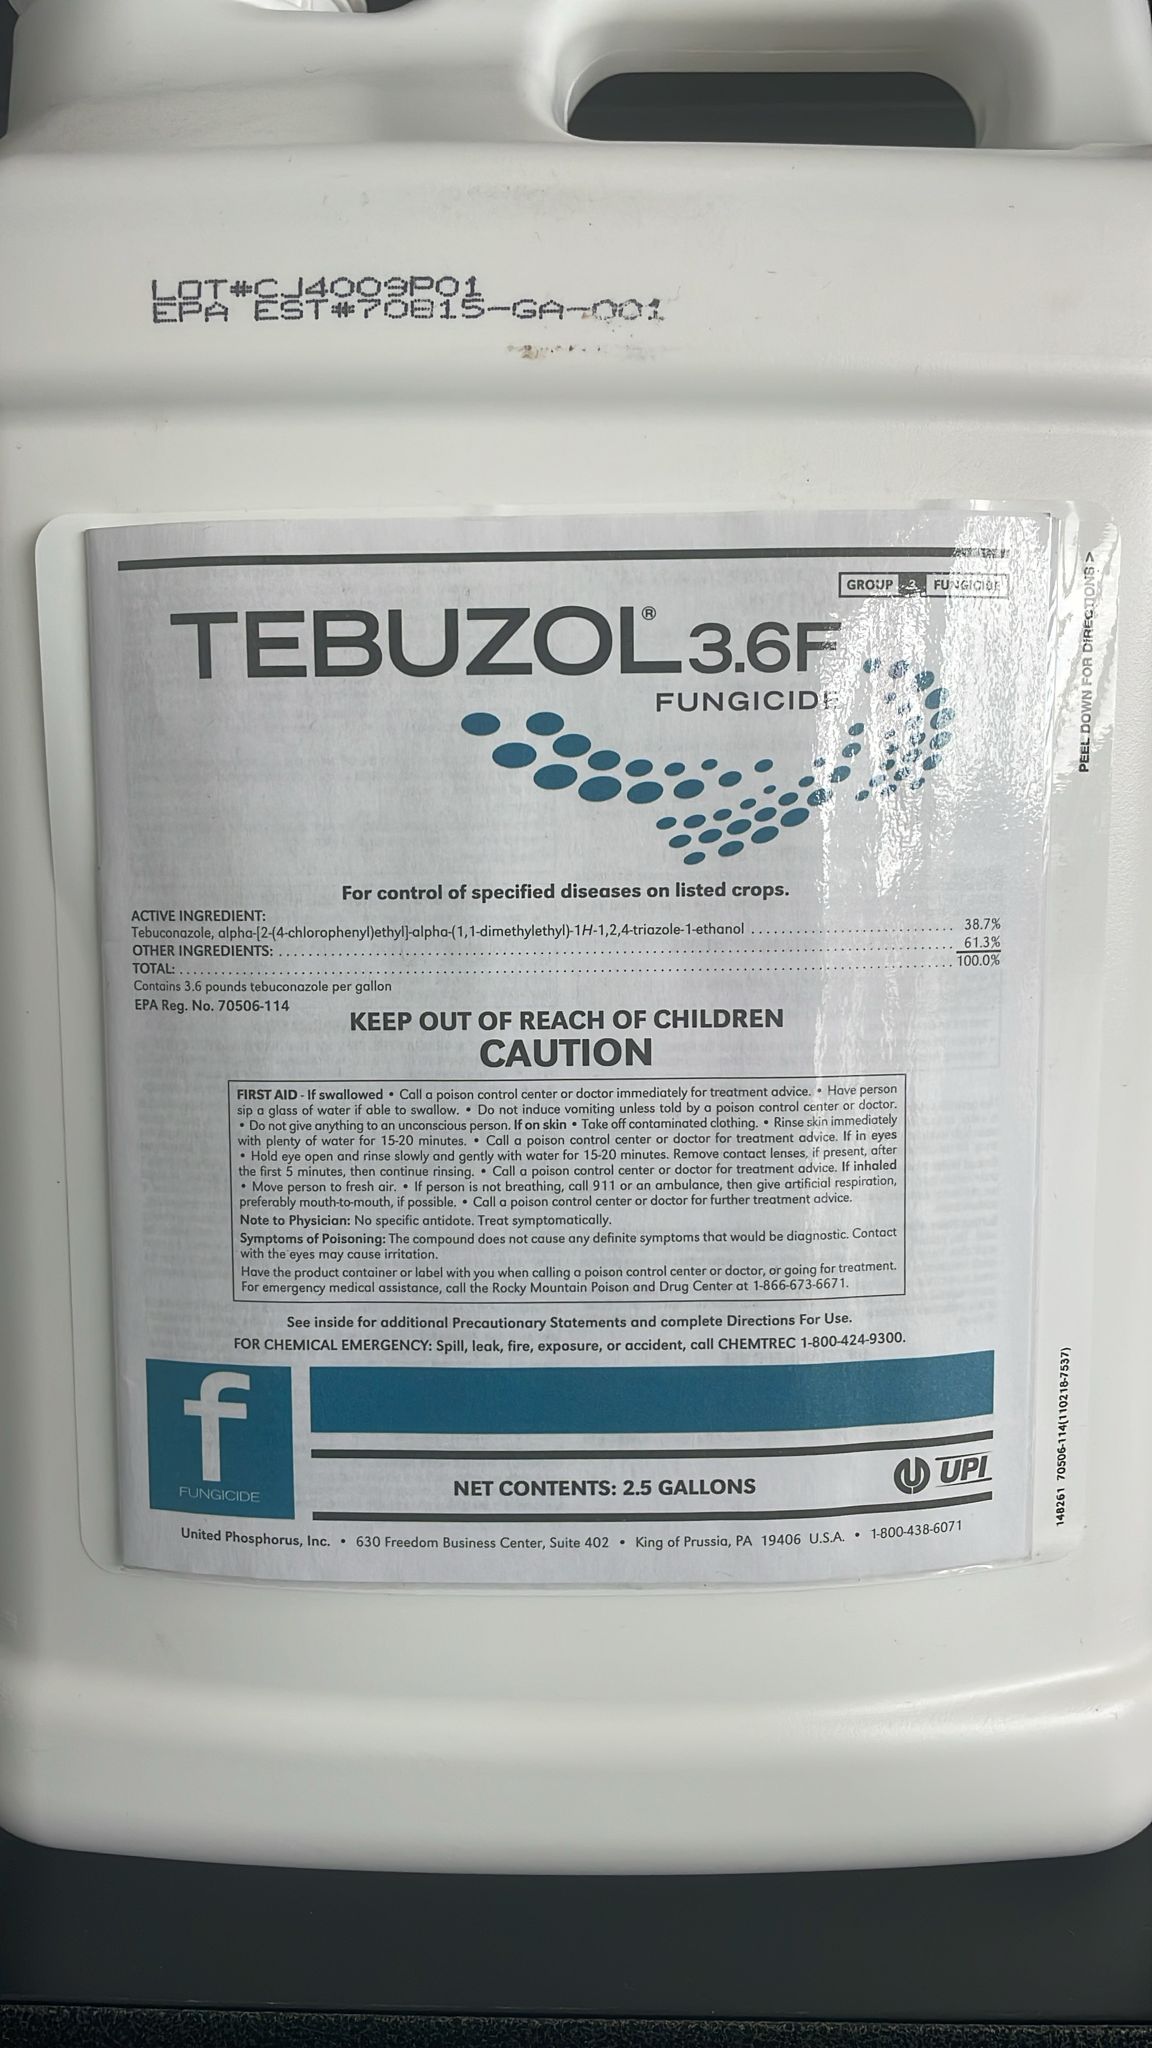 LOT#CJ4009P01
EPA EST#70815-GA-001
GROUP 3 FUNGICIDE
TEBUZOL® 3.6F
FUNGICIDE
PEEL DOWN FOR DIRECTIONS >
For control of specified diseases on listed crops.
ACTIVE INGREDIENT:
Tebuconazole, alpha-[2-(4-chlorophenyl)ethyl]-alpha-(1,1-dimethylethyl)-1H-1,2,4-triazole-1-ethanol . . . . . . . . . . . . . . . . . . . . . . . 38.7%
OTHER INGREDIENTS: . . . . . . . . . . . . . . . . . . . . . . . . . . . . . . . . . . . . . . . . . . . . . . . . . . . . . . . . . . . . . . . . . . . . . . . . 61.3%
TOTAL: . . . . . . . . . . . . . . . . . . . . . . . . . . . . . . . . . . . . . . . . . . . . . . . . . . . . . . . . . . . . . . . . . . . . . . . . . . . . . . . . . . . 100.0%
Contains 3.6 pounds tebuconazole per gallon
EPA Reg. No. 70506-114
KEEP OUT OF REACH OF CHILDREN
CAUTION
FIRST AID - If swallowed • Call a poison control center or doctor immediately for treatment advice. • Have person
sip a glass of water if able to swallow. • Do not induce vomiting unless told by a poison control center or doctor.
• Do not give anything to an unconscious person. If on skin • Take off contaminated clothing. • Rinse skin immediately
with plenty of water for 15-20 minutes. • Call a poison control center or doctor for treatment advice. If in eyes
• Hold eye open and rinse slowly and gently with water for 15-20 minutes. Remove contact lenses, if present, after
the first 5 minutes, then continue rinsing. • Call a poison control center or doctor for treatment advice. If inhaled
• Move person to fresh air. • If person is not breathing, call 911 or an ambulance, then give artificial respiration,
preferably mouth-to-mouth, if possible. • Call a poison control center or doctor for further treatment advice.
Note to Physician: No specific antidote. Treat symptomatically.
Symptoms of Poisoning: The compound does not cause any definite symptoms that would be diagnostic. Contact
with the eyes may cause irritation.
Have the product container or label with you when calling a poison control center or doctor, or going for treatment.
For emergency medical assistance, call the Rocky Mountain Poison and Drug Center at 1-866-673-6671.
See inside for additional Precautionary Statements and complete Directions For Use.
FOR CHEMICAL EMERGENCY: Spill, leak, fire, exposure, or accident, call CHEMTREC 1-800-424-9300.
f
FUNGICIDE
NET CONTENTS: 2.5 GALLONS
UPI
148261 70506-114(110218-7537)
United Phosphorus, Inc. • 630 Freedom Business Center, Suite 402 • King of Prussia, PA 19406 U.S.A. • 1-800-438-6071